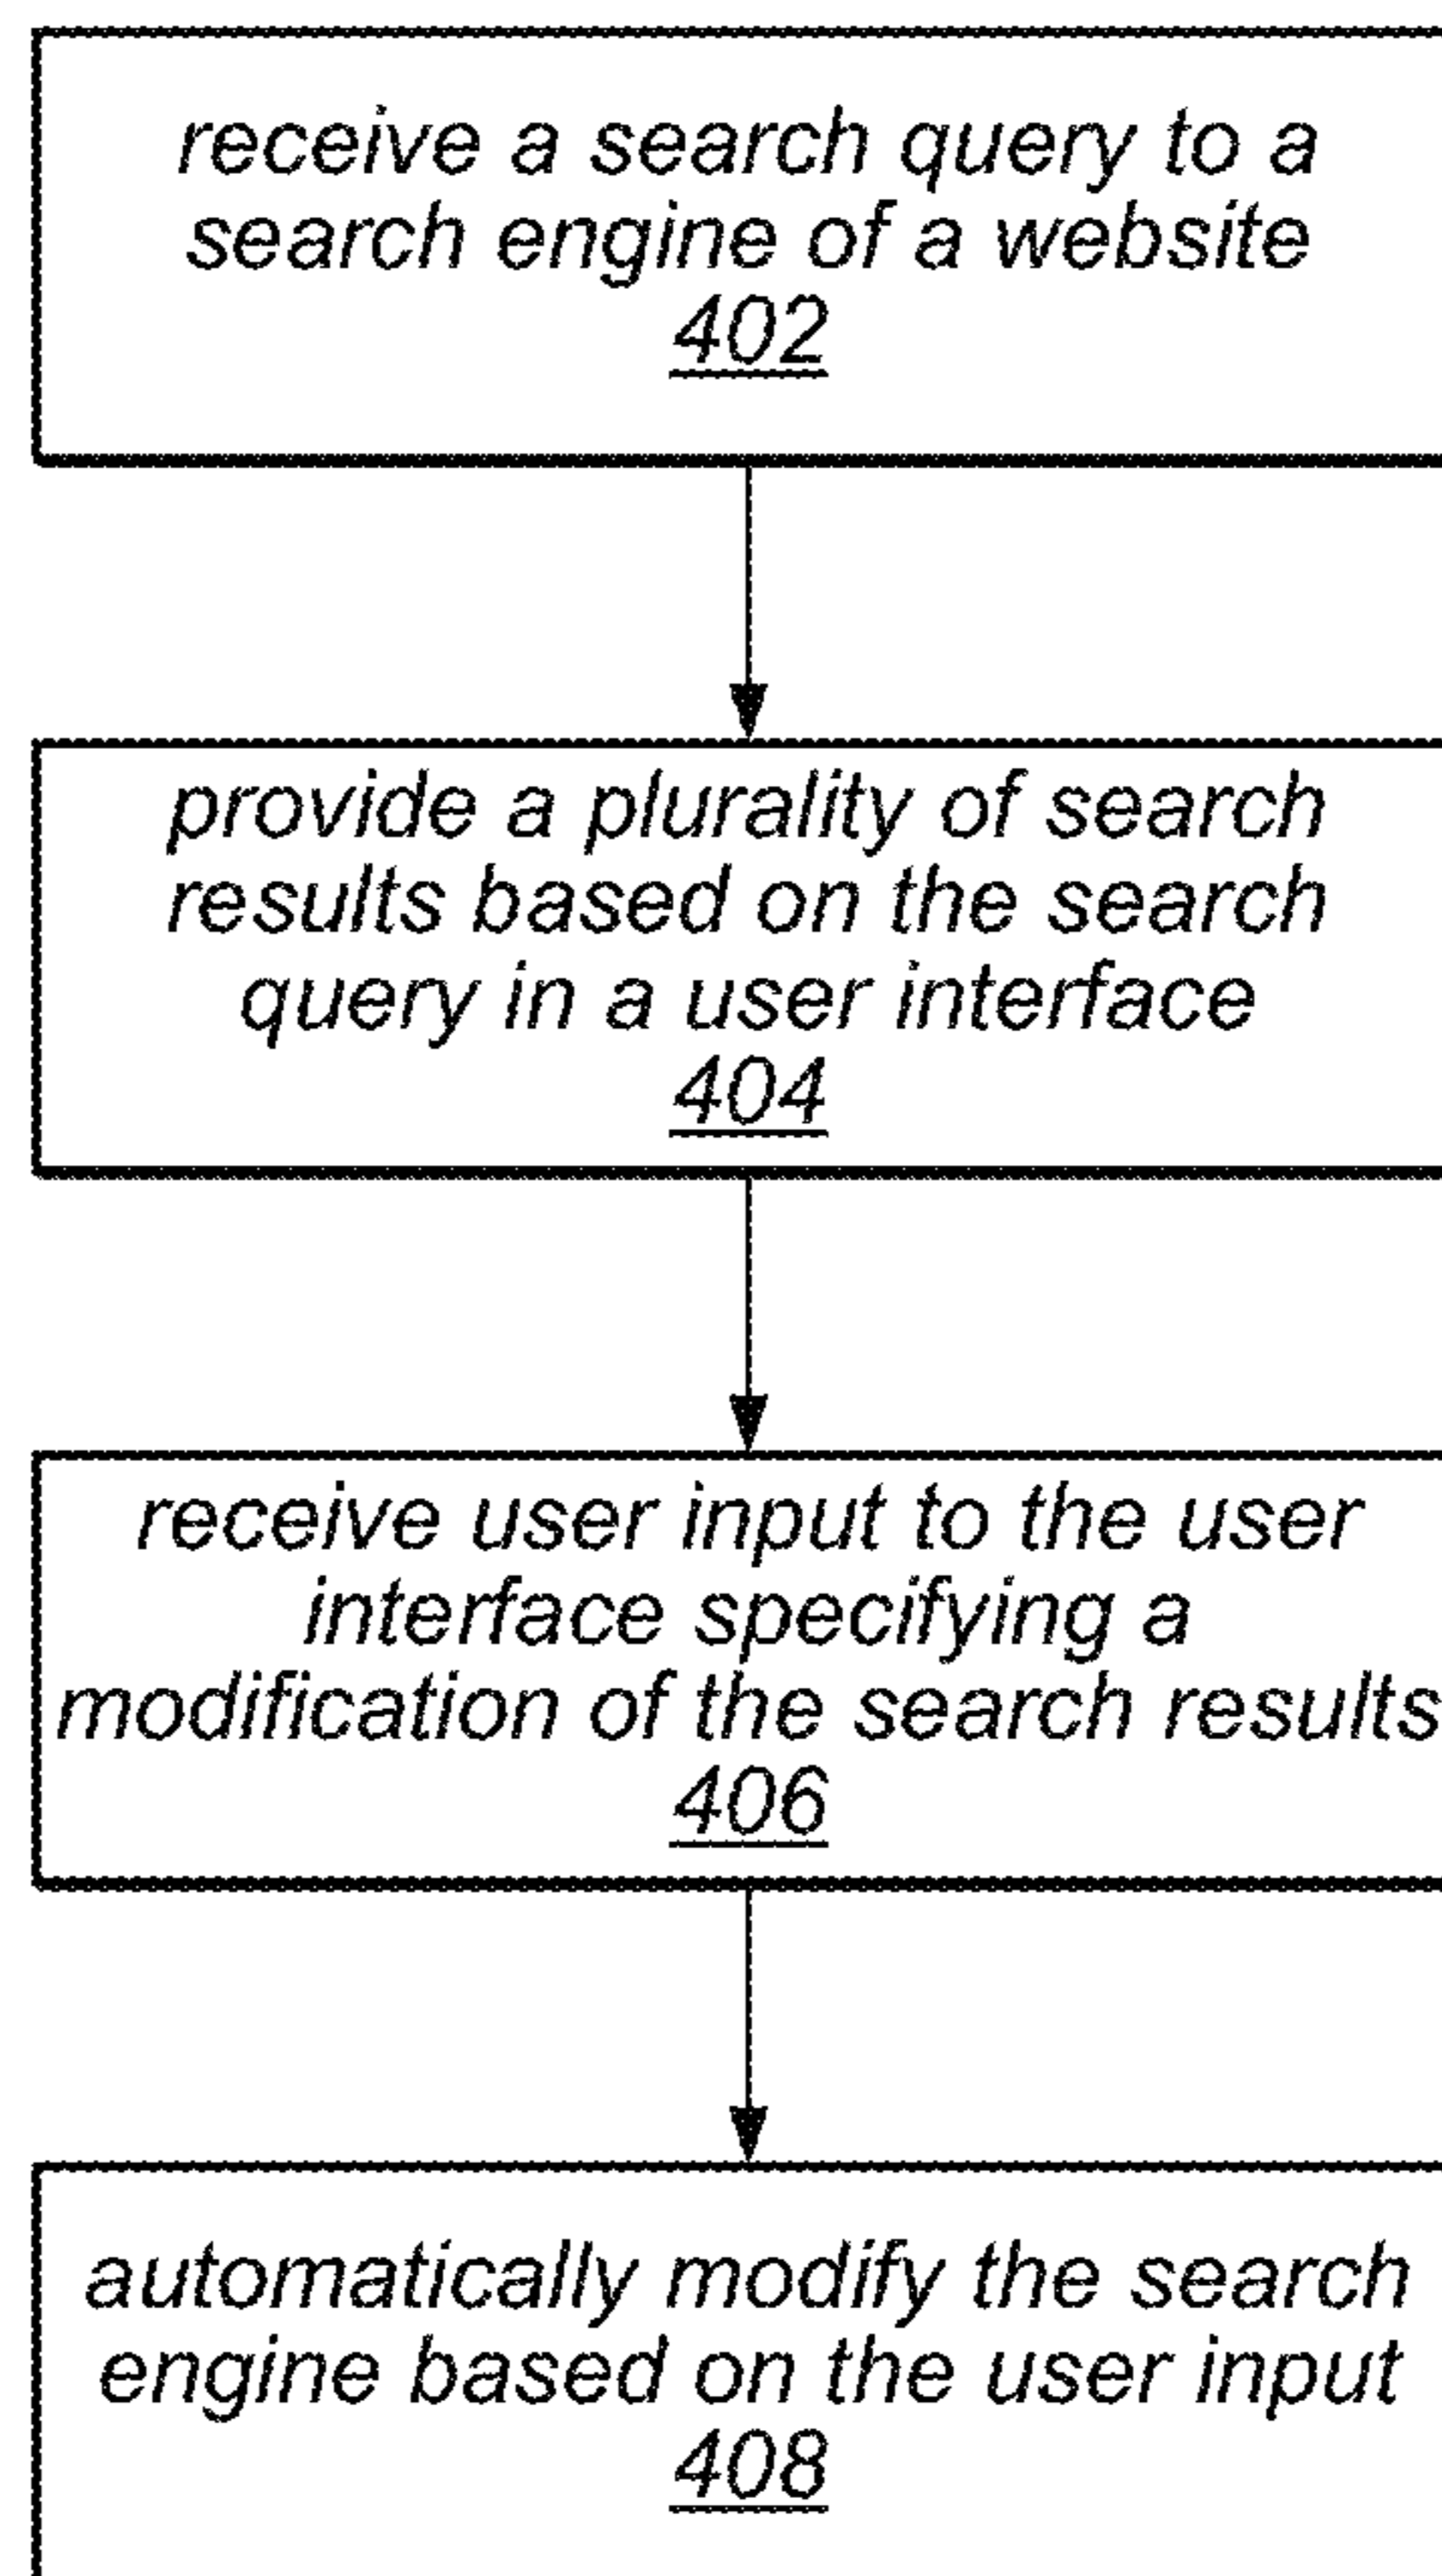 receive a search query to a
search engine of a website
402
provide a plurality of search
results based on the search
query in a user interface
404
receive user input to the user
interface specifying a
modification of the search results
406
automatically modify the search
engine based on the user input
408